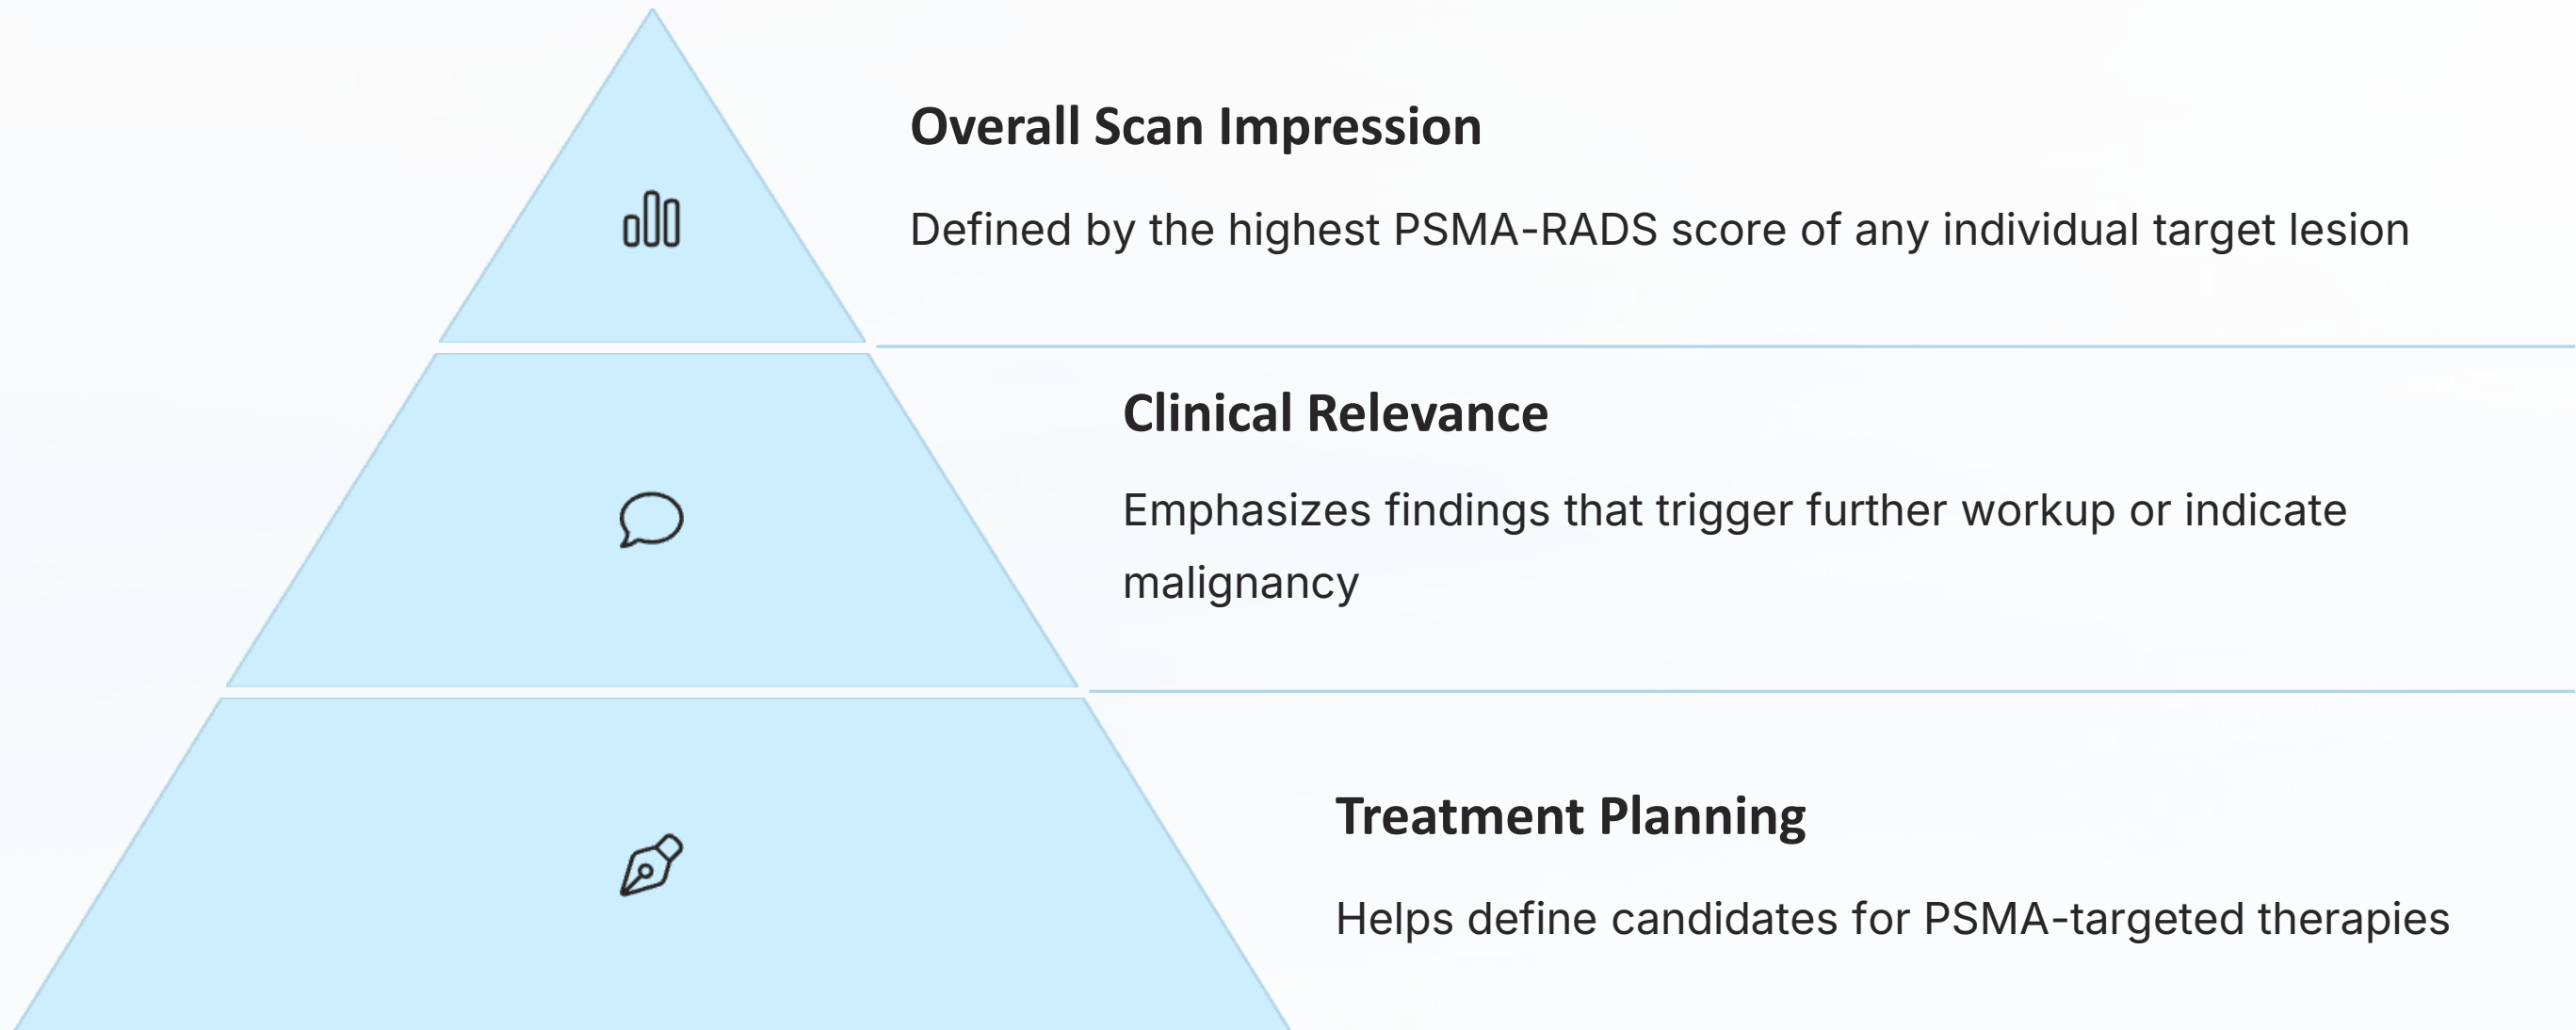 Overall Scan Impression
Defined by the highest PSMA-RADS score of any individual target lesion
Clinical Relevance
Emphasizes findings that trigger further workup or indicate
malignancy
Treatment Planning
Helps define candidates for PSMA-targeted therapies